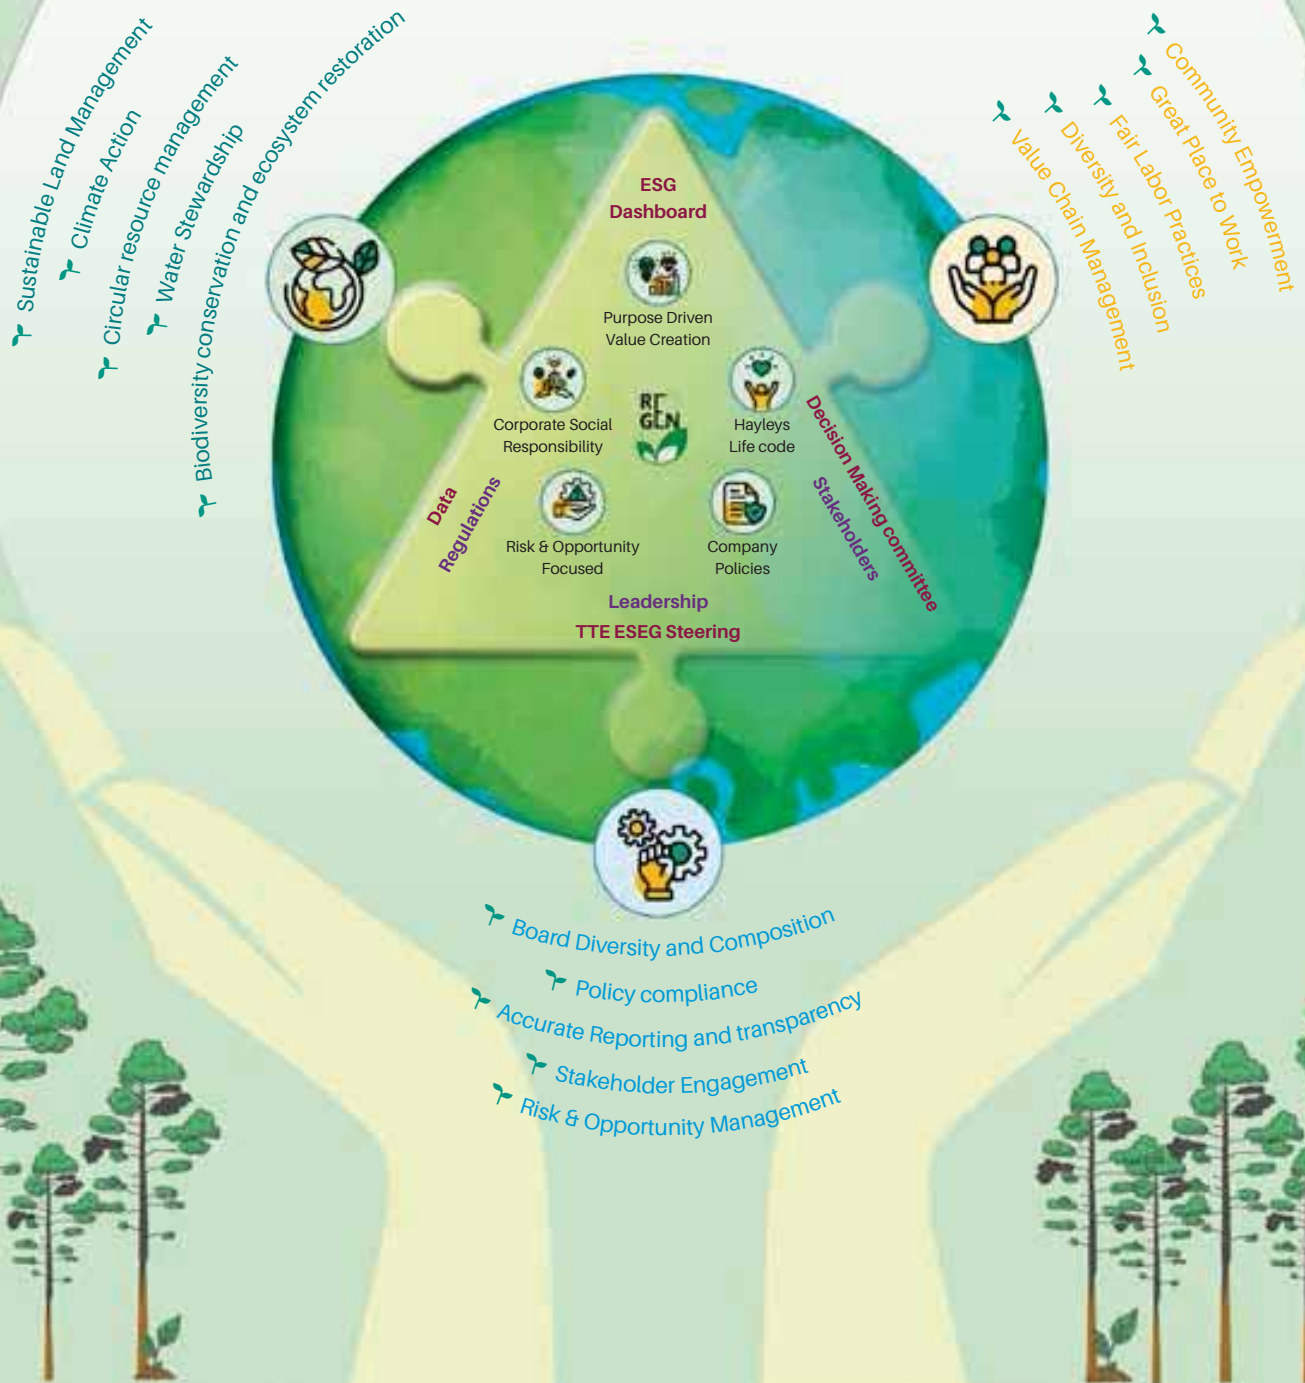 Sustainable Land Management
Climate Action
Circular resource management
Water Stewardship
Biodiversity conservation and ecosystem restoration
Community Empowerment
Great Place to Work
Fair Labor Practices
Diversity and Inclusion
Value Chain Management
ESG
Dashboard
Purpose Driven
Value Creation
Corporate Social
Responsibility
RE
GEN
Hayleys
Life code
Data
Regulations
Decision Making committee
Stakeholders
Risk & Opportunity
Focused
Company
Policies
Leadership
TTE ESEG Steering
Board Diversity and Composition
Policy compliance
Accurate Reporting and transparency
Stakeholder Engagement
Risk & Opportunity Management